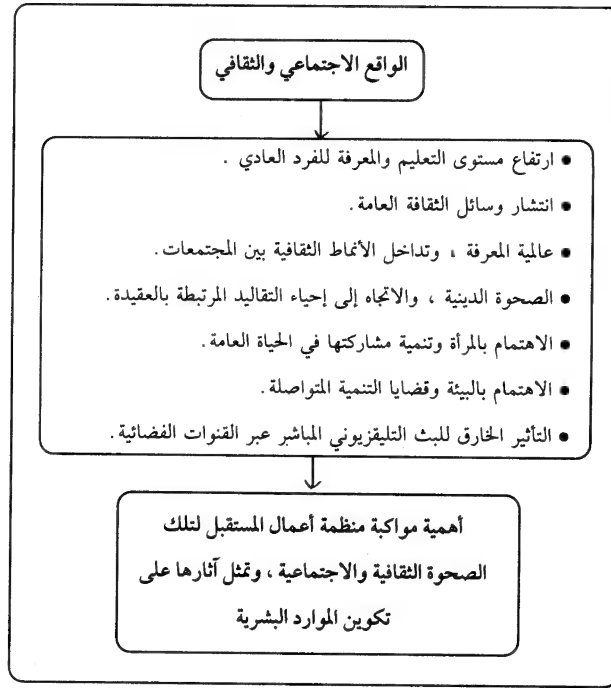 الواقع الاجتماعي والثقافي
● ارتفاع مستوى التعليم والمعرفة للفرد العادي .
● انتشار وسائل الثقافة العامة .
● عالمية المعرفة ، وتداخل الأنماط الثقافية بين المجتمعات .
● الصحوة الدينية ، والاتجاه إلى إحياء التقاليد المرتبطة بالعقيدة .
● الاهتمام بالمرأة وتنمية مشاركتها في الحياة العامة .
● الاهتمام بالبيئة وقضايا التنمية المتواصلة .
● التأثير الخارق للبث التليفزيوني المباشر عبر القنوات الفضائية .
أهمية مواكبة منظمة أعمال المستقبل لتلك
الصحوة الثقافية والاجتماعية ، وتمثل آثارها على
تكوين الموارد البشرية